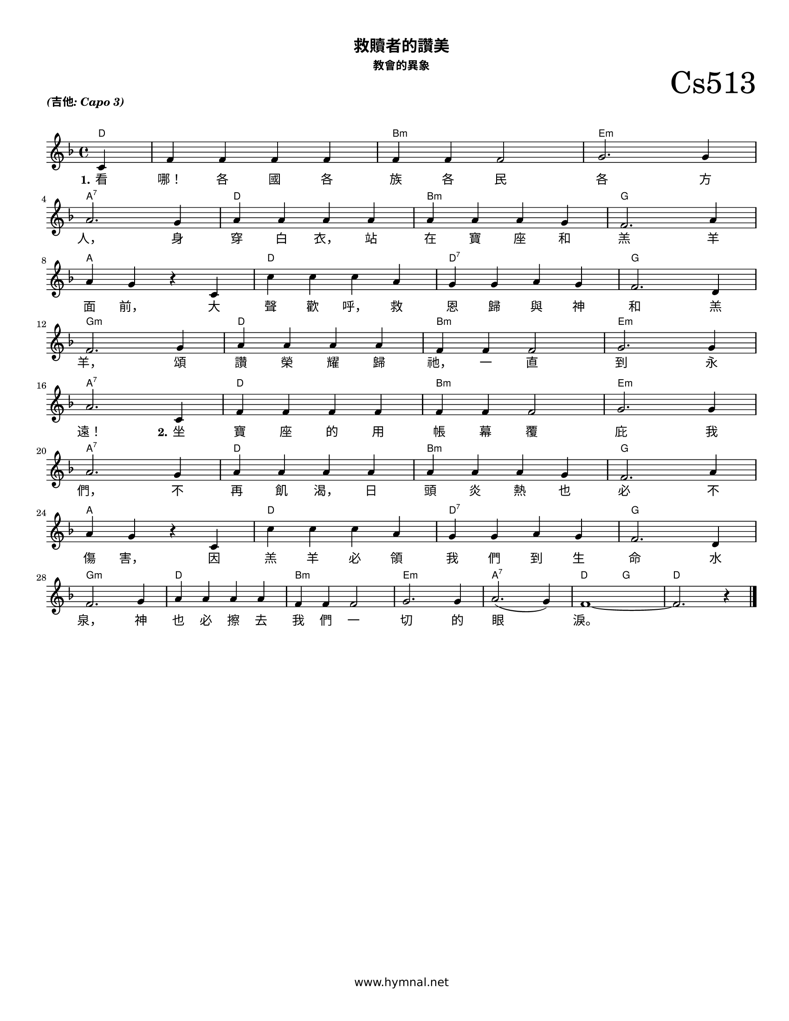 救贖者的讚美
教會的異象
Cs513
(吉他: Capo 3)
D Bm Em
1. 看 哪！ 各 國 各 族 各 民 各 方
4
A7 D Bm G
人， 身 穿 白 衣， 站 在 寶 座 和 羔 羊
8
A D D7 G
面 前， 大 聲 歡 呼， 救 恩 歸 與 神 和 羔
12
Gm D Bm Em
羊， 頌 讚 榮 耀 歸 祂， 一 直 到 永
16
A7 D Bm Em
遠！ 2. 坐 寶 座 的 用 帳 幕 覆 庇 我
20
A7 D Bm G
們， 不 再 飢 渴， 日 頭 炎 熱 也 必 不
24
A D D7 G
傷 害， 因 羔 羊 必 領 我 們 到 生 命 水
28
Gm D Bm Em A7 D G D
泉， 神 也 必 擦 去 我 們 一 切 的 眼 淚。
www.hymnal.net